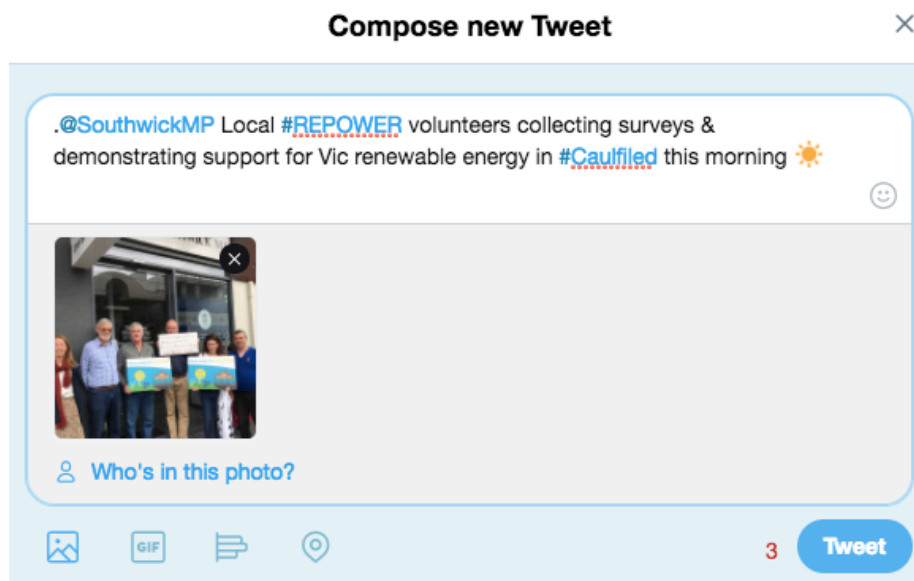 Compose new Tweet
.@SouthwickMP Local #REPOWER volunteers collecting surveys &
demonstrating support for Vic renewable energy in #Caulfiled this morning ☀️
Who's in this photo?
GIF
3
Tweet